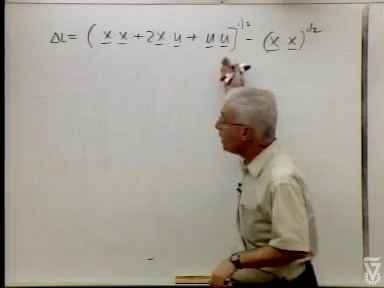 ΔL = ( x̲·x̲ + 2x̲·u̲ + u̲·u̲ ]^{1/2} - (x̲ x̲)^{1/2}